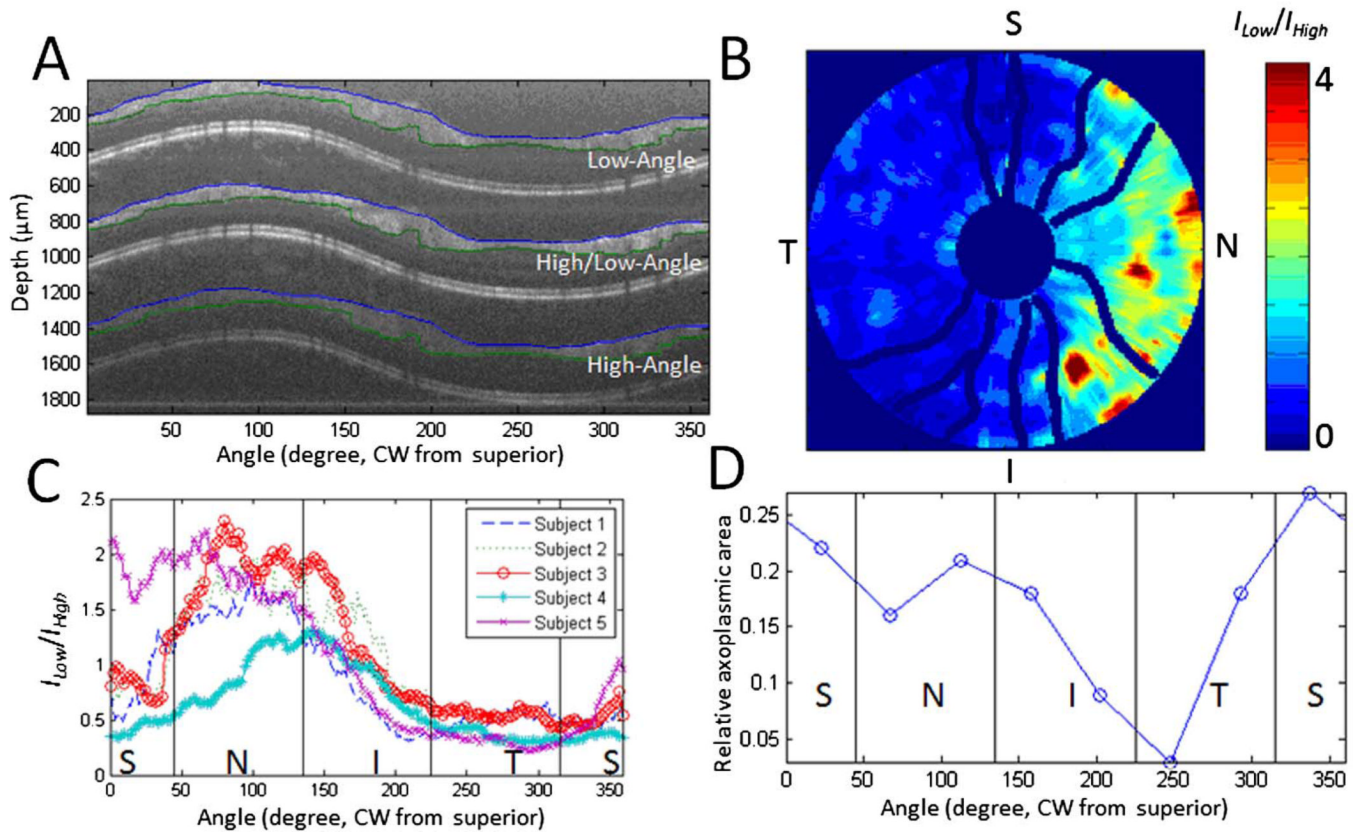 A
200
400
600
800
1000
1200
1400
1600
1800
Depth (μm)
Low-Angle
High/Low-Angle
High-Angle
50 100 150 200 250 300 350
Angle (degree, CW from superior)
B
S
T
N
I
I_Low/I_High
4
0
C
2.5
2
1.5
1
0.5
0
I_Low/I_High
Subject 1
Subject 2
Subject 3
Subject 4
Subject 5
S N I T S
0 50 100 150 200 250 300 350
Angle (degree, CW from superior)
D
0.25
0.20
0.15
0.10
0.05
Relative axoplasmic area
S N I T S
0 50 100 150 200 250 300 350
Angle (degree, CW from superior)